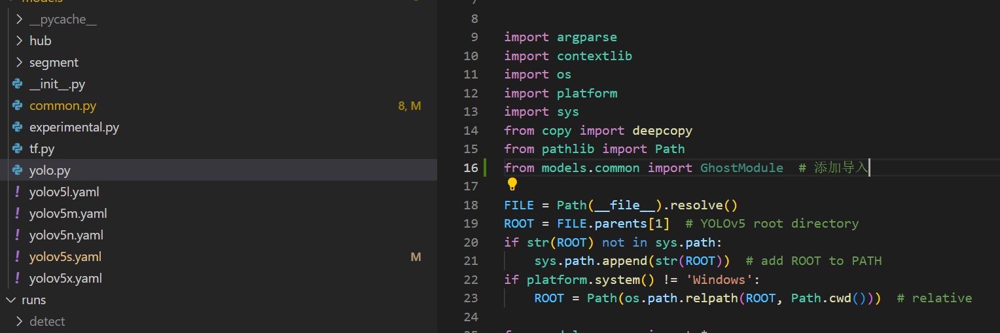 models
__pycache__
hub
segment
__init__.py
common.py 8, M
experimental.py
tf.py
yolo.py
! yolov5l.yaml
! yolov5m.yaml
! yolov5n.yaml
! yolov5s.yaml M
! yolov5x.yaml
runs
detect
7
8
9 import argparse
10 import contextlib
11 import os
12 import platform
13 import sys
14 from copy import deepcopy
15 from pathlib import Path
16 from models.common import GhostModule  # 添加导入
17
18 FILE = Path(__file__).resolve()
19 ROOT = FILE.parents[1]  # YOLOv5 root directory
20 if str(ROOT) not in sys.path:
21     sys.path.append(str(ROOT))  # add ROOT to PATH
22 if platform.system() != 'Windows':
23     ROOT = Path(os.path.relpath(ROOT, Path.cwd()))  # relative
24